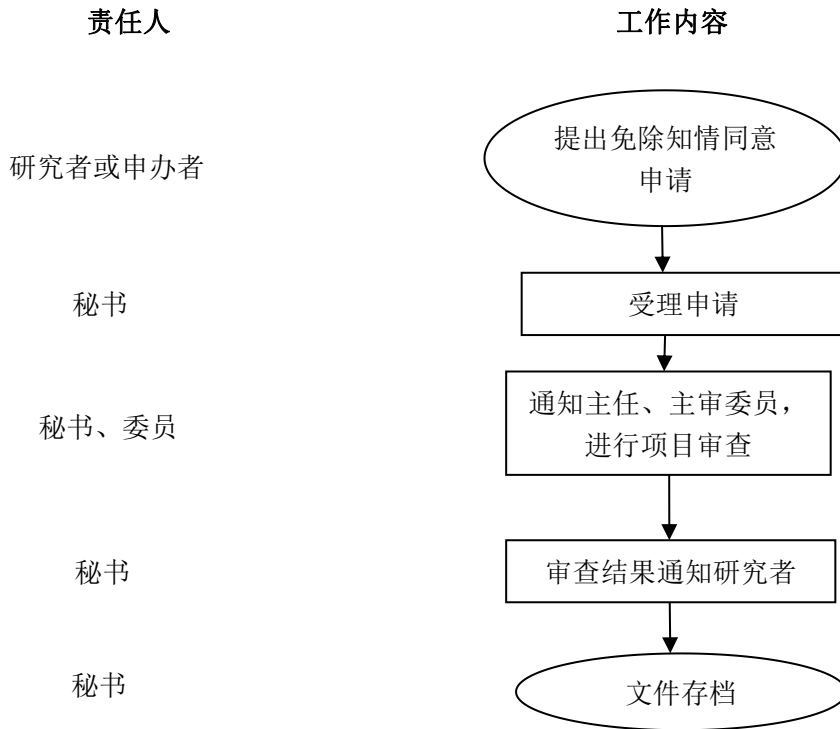 责任人 工作内容
提出免除知情同意
研究者或申办者
申请
秘书 受理申请
通知主任、主审委员,
秘书、委员
进行项目审查
秘书 审查结果通知研究者
秘书 文件存档